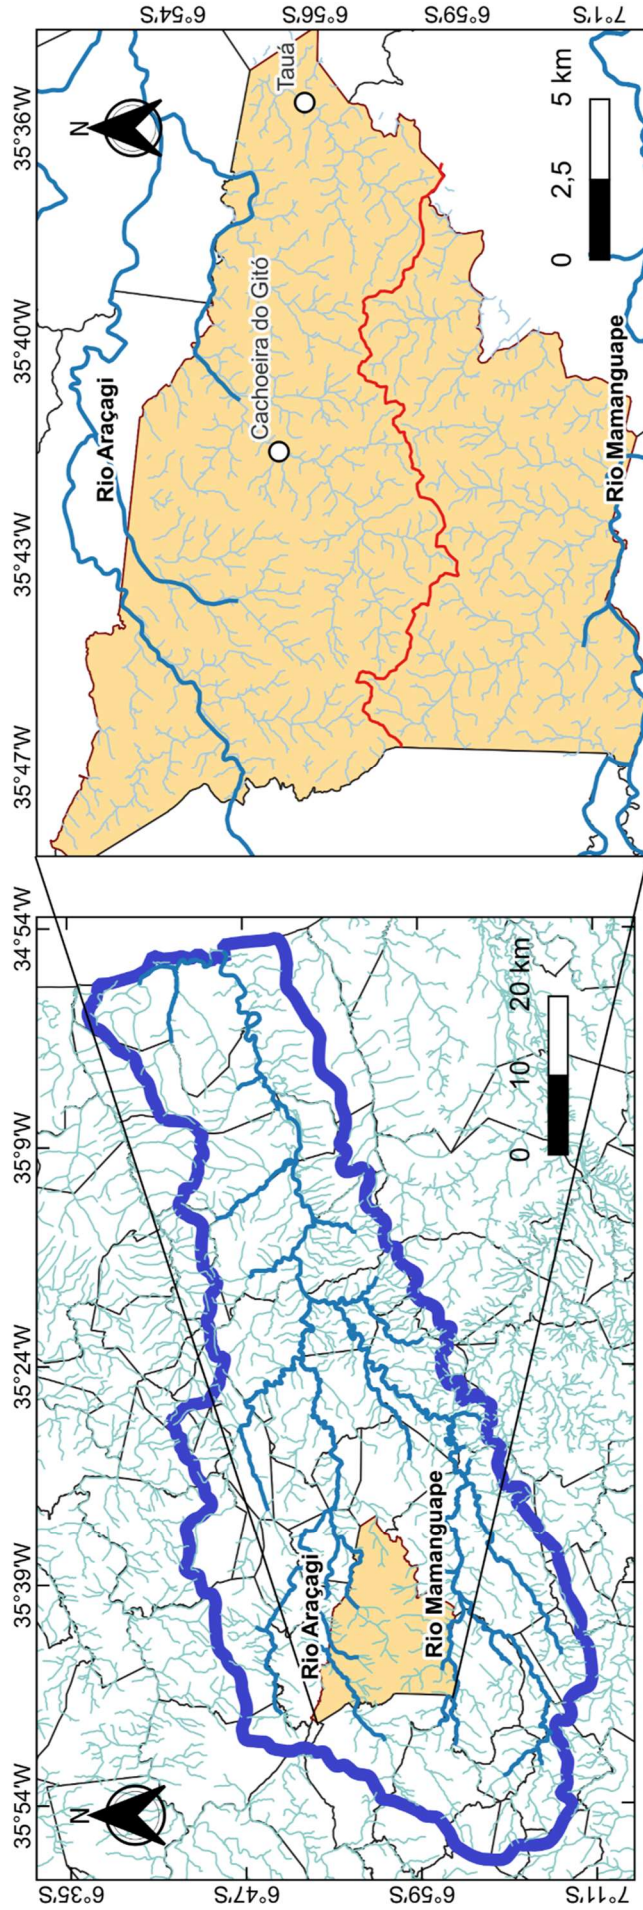 35°54'W
35°39'W
35°24'W
35°9'W
34°54'W
6°35'S
6°47'S
6°59'S
7°11'S
N
Rio Araçagi
Rio Mamanguape
0 10 20 km
35°47'W
35°43'W
35°40'W
35°36'W
6°54'S
6°56'S
6°59'S
7°1'S
N
Rio Araçagi
Cachoeira do Gitó
Tauá
Rio Mamanguape
0 2,5 5 km